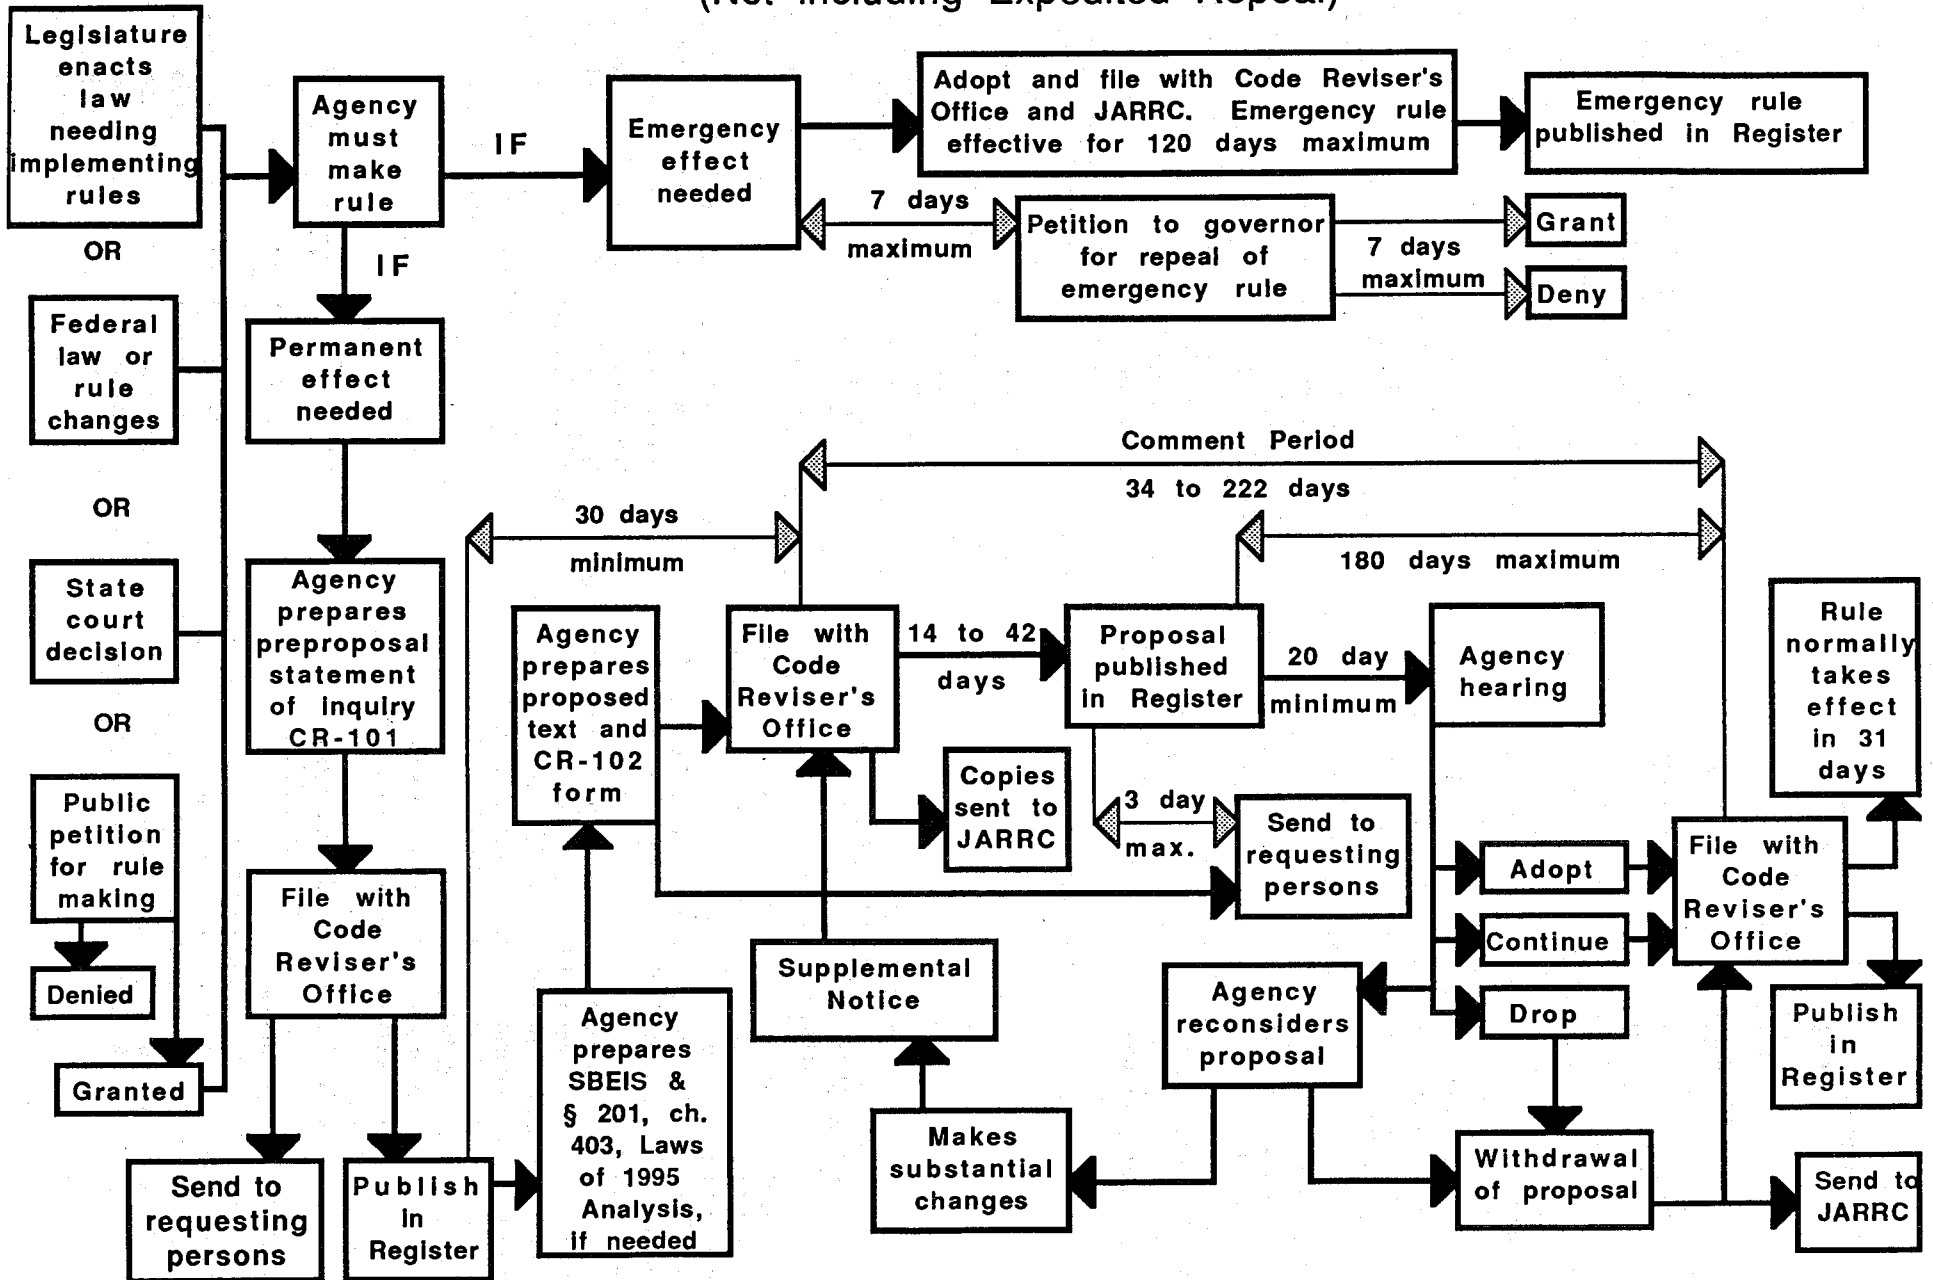 (Not Including Expedited Repeal)
Legislature
enacts
law
needing
implementing
rules
OR
Federal
law or
rule
changes
OR
State
court
decision
OR
Public
petition
for rule
making
Denied
Granted
Agency
must
make
rule
IF
IF
Emergency
effect
needed
Adopt and file with Code Reviser's
Office and JARRC. Emergency rule
effective for 120 days maximum
Emergency rule
published in Register
7 days
maximum
Petition to governor
for repeal of
emergency rule
7 days
maximum
Grant
Deny
Permanent
effect
needed
Agency
prepares
preproposal
statement
of inquiry
CR-101
File with
Code
Reviser's
Office
Send to
requesting
persons
Publish
in
Register
30 days
minimum
Agency
prepares
SBEIS &
§ 201, ch.
403, Laws
of 1995
Analysis,
if needed
Agency
prepares
proposed
text and
CR-102
form
File with
Code
Reviser's
Office
Comment Period
34 to 222 days
180 days maximum
14 to 42
days
Copies
sent to
JARRC
Proposal
published
in Register
20 day
minimum
3 day
max.
Send to
requesting
persons
Agency
hearing
Adopt
Continue
Drop
Supplemental
Notice
Makes
substantial
changes
Agency
reconsiders
proposal
Withdrawal
of proposal
File with
Code
Reviser's
Office
Rule
normally
takes
effect
in 31
days
Publish
in
Register
Send to
JARRC